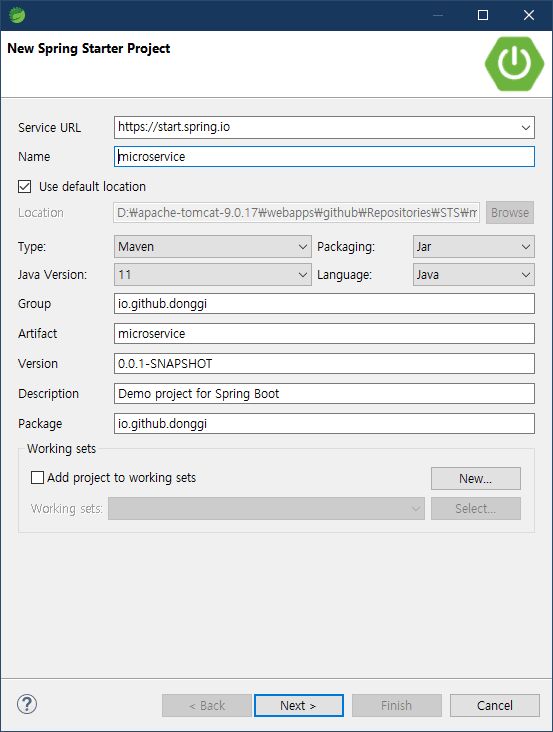 New Spring Starter Project
Service URL https://start.spring.io
Name microservice
Use default location
Location D:₩apache-tomcat-9.0.17₩webapps₩github₩Repositories₩STS₩m Browse
Type: Maven Packaging: Jar
Java Version: 11 Language: Java
Group io.github.donggi
Artifact microservice
Version 0.0.1-SNAPSHOT
Description Demo project for Spring Boot
Package io.github.donggi
Working sets
Add project to working sets New...
Working sets: Select...
? < Back Next > Finish Cancel